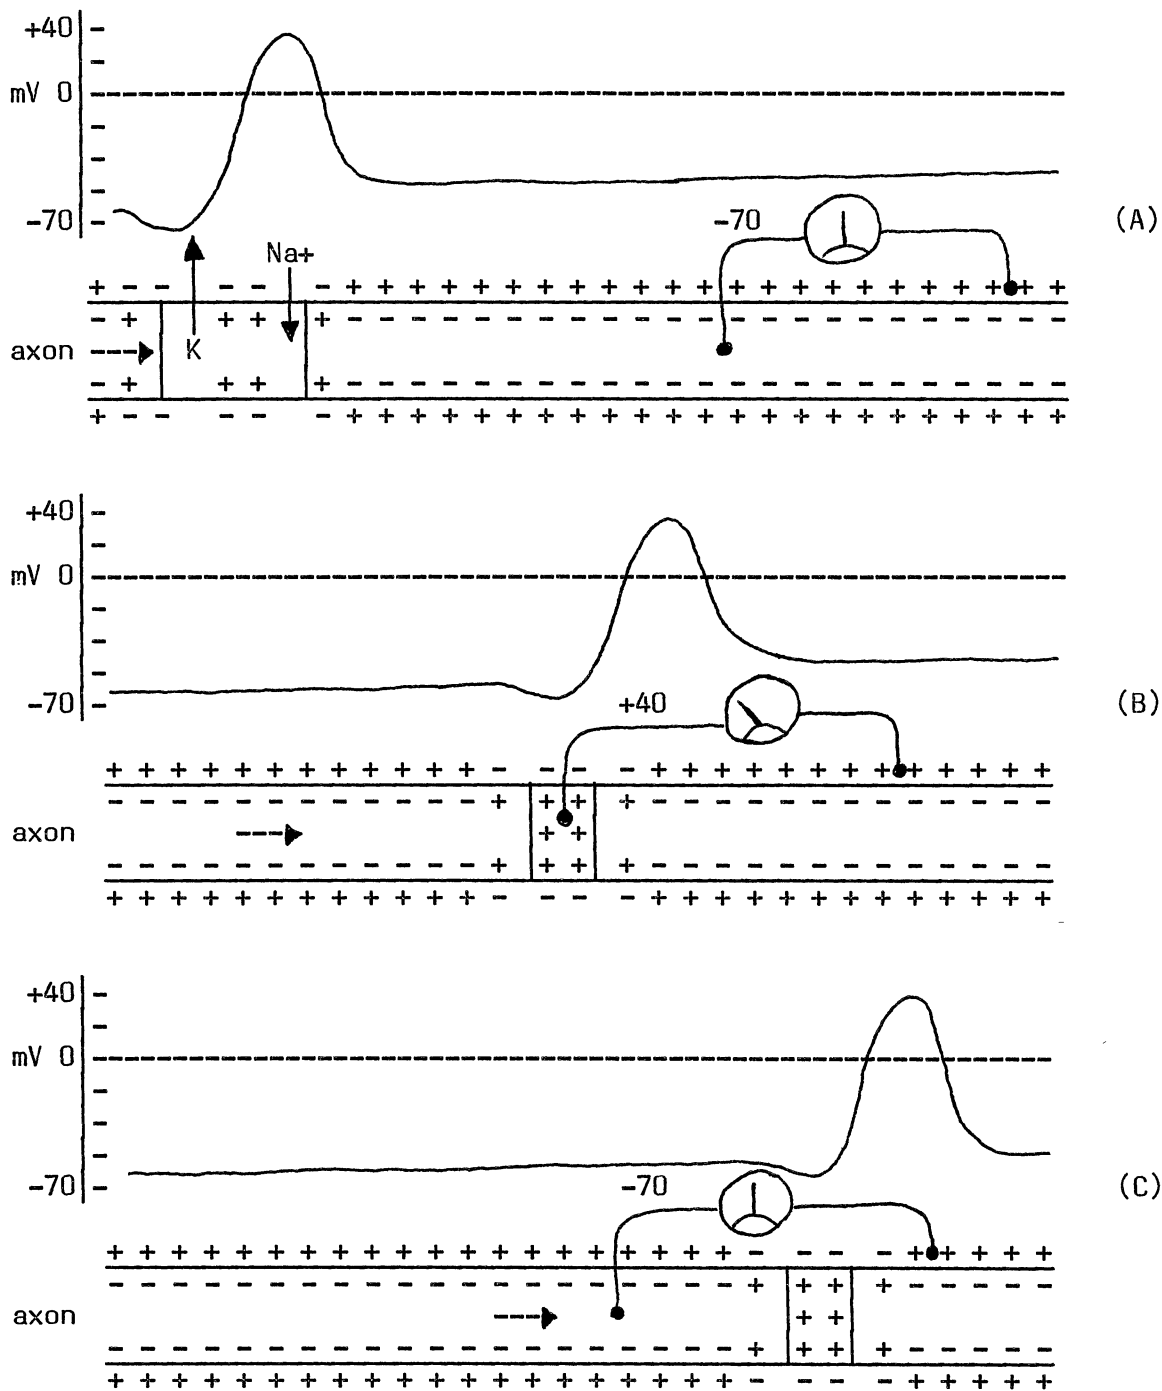 +40
mV 0
-70
-70
(A)
Na+
+ - - - - - + + + + + + + + + + + + + + + + + + + + + + +
- + + + + - - - - - - - - - - - - - - - - - - - - - - -
axon K
- + + + + - - - - - - - - - - - - - - - - - - - - - - -
+ - - - - - + + + + + + + + + + + + + + + + + + + + + + +
+40
mV 0
-70
+40
(B)
+ + + + + + + + + + + + - - - - + + + + + + + + + + + + +
- - - - - - - - - - - - + + + + - - - - - - - - - - - - -
axon + +
- - - - - - - - - - - - + + + + - - - - - - - - - - - - -
+ + + + + + + + + + + + - - - - + + + + + + + + + + + + +
+40
mV 0
-70
-70
(C)
+ + + + + + + + + + + + + + + + + + + + - - - - + + + + +
- - - - - - - - - - - - - - - - - - - - + + + + - - - - -
axon + +
- - - - - - - - - - - - - - - - - - - - + + + + - - - - -
+ + + + + + + + + + + + + + + + + + + + - - - - + + + + +